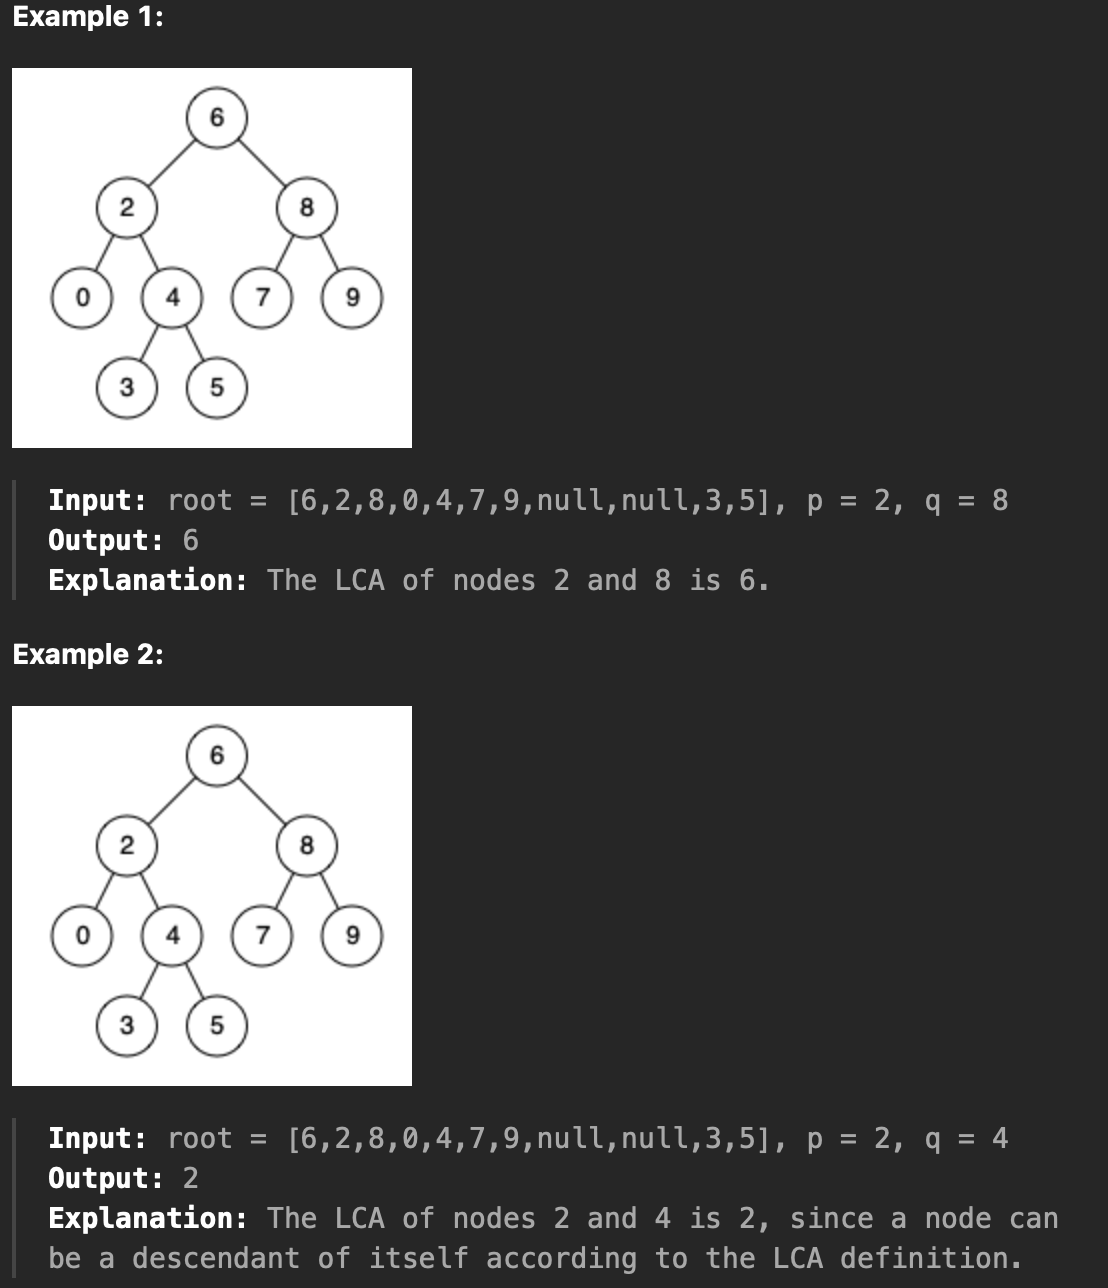 Example 1:
6
2 8
0 4 7 9
3 5
Input: root = [6,2,8,0,4,7,9,null,null,3,5], p = 2, q = 8
Output: 6
Explanation: The LCA of nodes 2 and 8 is 6.
Example 2:
6
2 8
0 4 7 9
3 5
Input: root = [6,2,8,0,4,7,9,null,null,3,5], p = 2, q = 4
Output: 2
Explanation: The LCA of nodes 2 and 4 is 2, since a node can
be a descendant of itself according to the LCA definition.